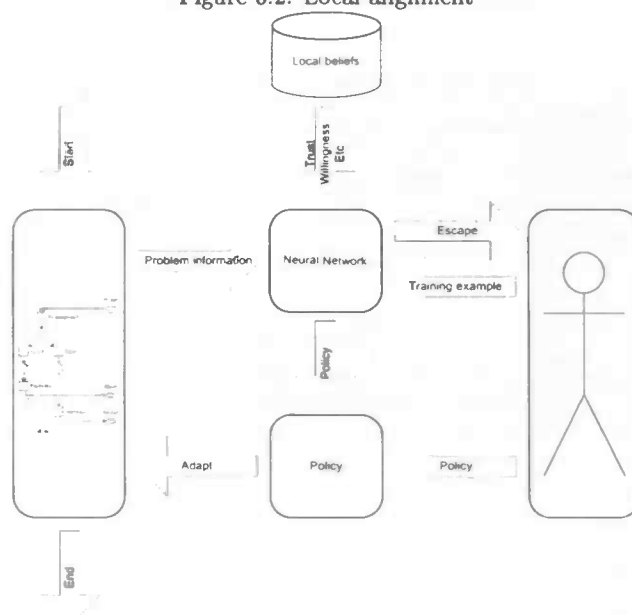 Figure 3.2: Local alignment
Local beliefs
Start
Trust
Willingness
Etc
Escape
Problem information
Neural Network
Training example
Policy
Adapt
Policy
Policy
End